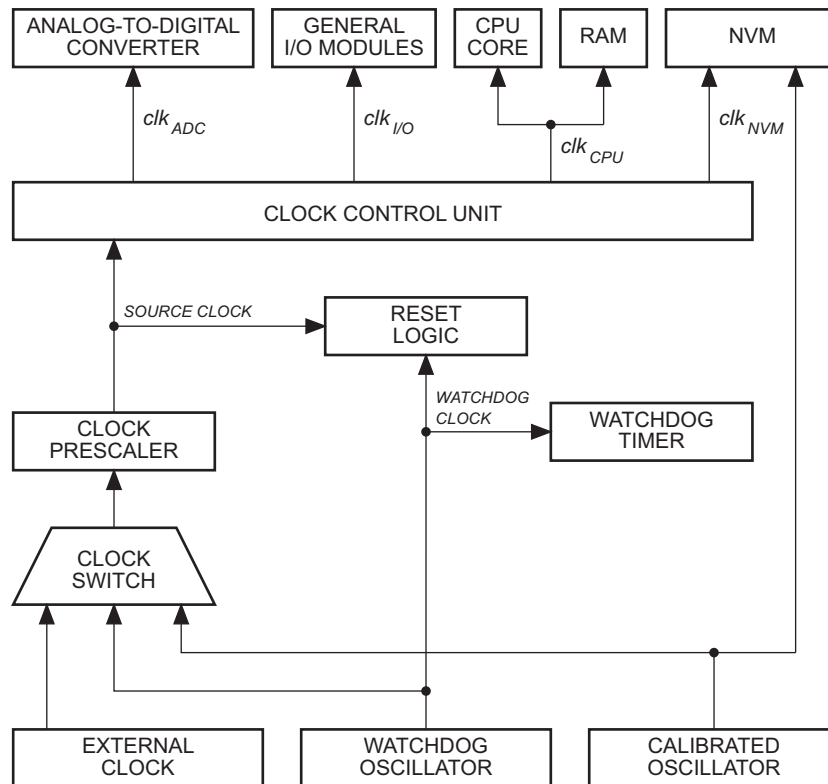 ANALOG-TO-DIGITAL
CONVERTER
GENERAL
I/O MODULES
CPU
CORE
RAM
NVM
clk ADC
clk I/O
clk CPU
clk NVM
CLOCK CONTROL UNIT
SOURCE CLOCK
RESET
LOGIC
WATCHDOG
CLOCK
CLOCK
PRESCALER
WATCHDOG
TIMER
CLOCK
SWITCH
EXTERNAL
CLOCK
WATCHDOG
OSCILLATOR
CALIBRATED
OSCILLATOR